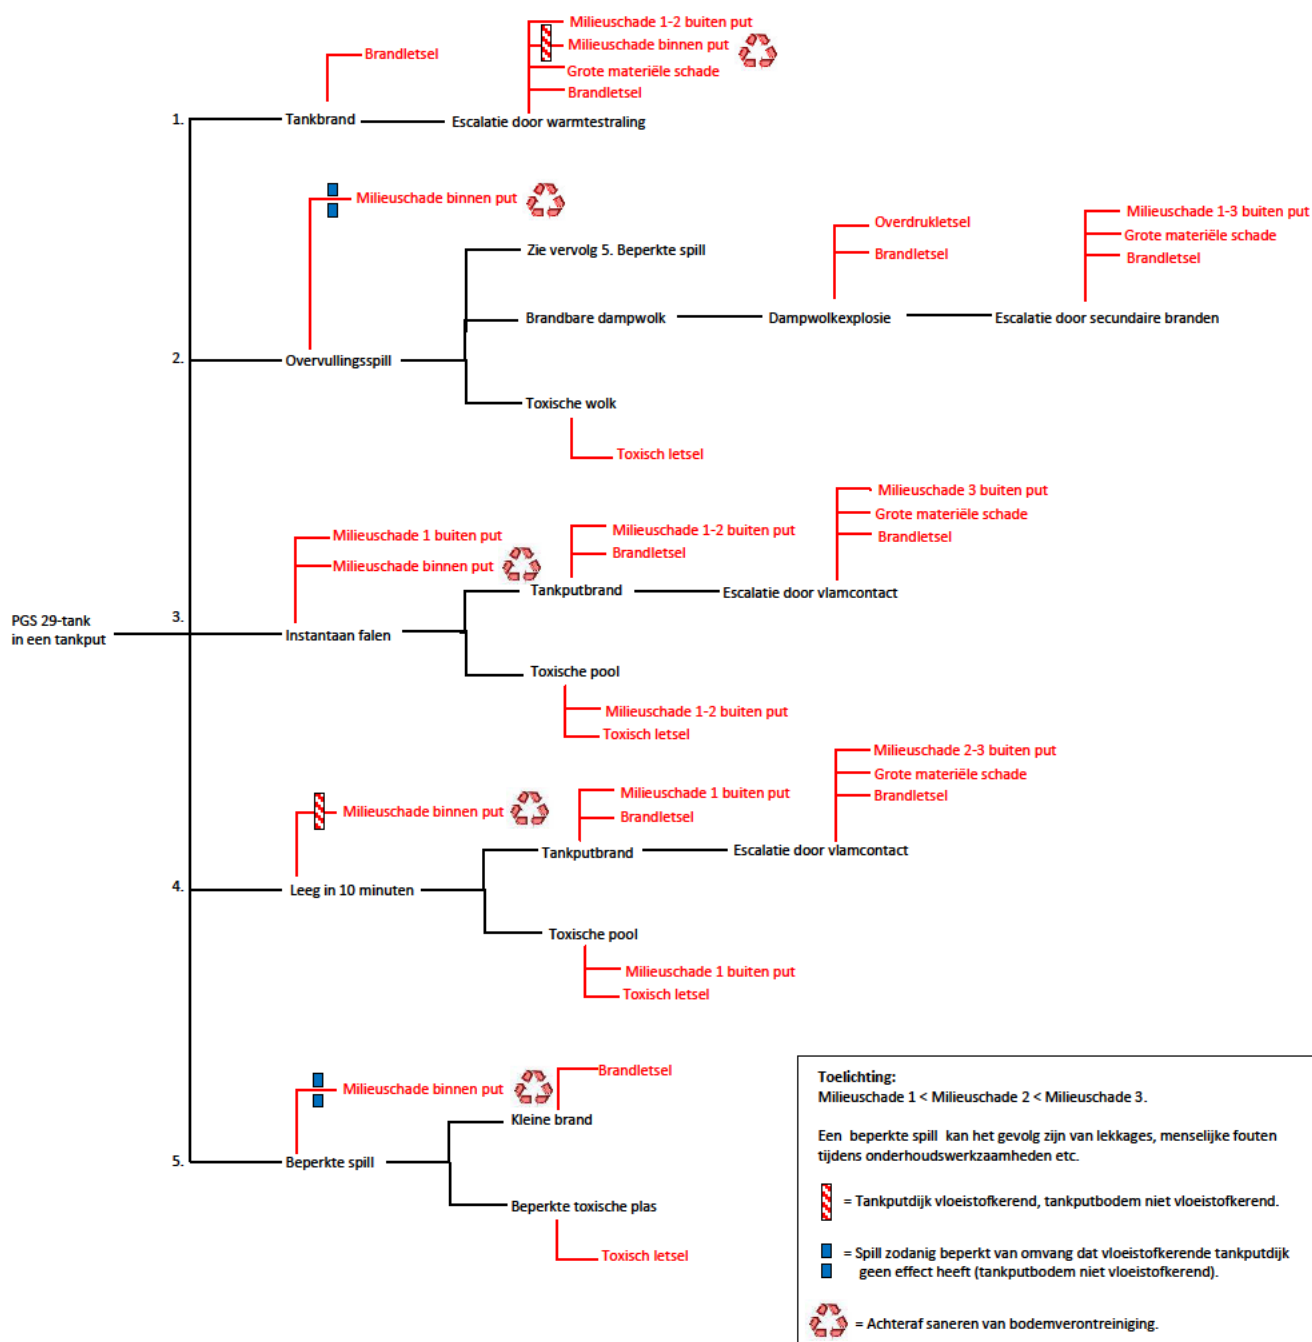 Milieuschade 1-2 buiten put
Milieuschade binnen put
Grote materiële schade
Brandletsel
Brandletsel
1.
Tankbrand
Escalatie door warmtestraling
Milieuschade binnen put
Zie vervolg 5. Beperkte spill
Overdrukletsel
Brandletsel
Milieuschade 1-3 buiten put
Grote materiële schade
Brandletsel
Brandbare dampwolk
Dampwolkexplosie
Escalatie door secundaire branden
2.
Overvullingsspill
Toxische wolk
Toxisch letsel
Milieuschade 3 buiten put
Grote materiële schade
Brandletsel
Milieuschade 1 buiten put
Milieuschade binnen put
Milieuschade 1-2 buiten put
Brandletsel
Tankputbrand
Escalatie door vlamcontact
PGS 29-tank
in een tankput
3.
Instantaan falen
Toxische pool
Milieuschade 1-2 buiten put
Toxisch letsel
Milieuschade 2-3 buiten put
Grote materiële schade
Brandletsel
Milieuschade binnen put
Milieuschade 1 buiten put
Brandletsel
Tankputbrand
Escalatie door vlamcontact
4.
Leeg in 10 minuten
Toxische pool
Milieuschade 1 buiten put
Toxisch letsel
Milieuschade binnen put
Brandletsel
Kleine brand
5.
Beperkte spill
Beperkte toxische plas
Toxisch letsel
Toelichting:
Milieuschade 1 < Milieuschade 2 < Milieuschade 3.
Een beperkte spill kan het gevolg zijn van lekkages, menselijke fouten
tijdens onderhoudswerkzaamheden etc.
= Tankputdijk vloeistofkerend, tankputbodem niet vloeistofkerend.
= Spill zodanig beperkt van omvang dat vloeistofkerende tankputdijk
geen effect heeft (tankputbodem niet vloeistofkerend).
= Achteraf saneren van bodemverontreiniging.